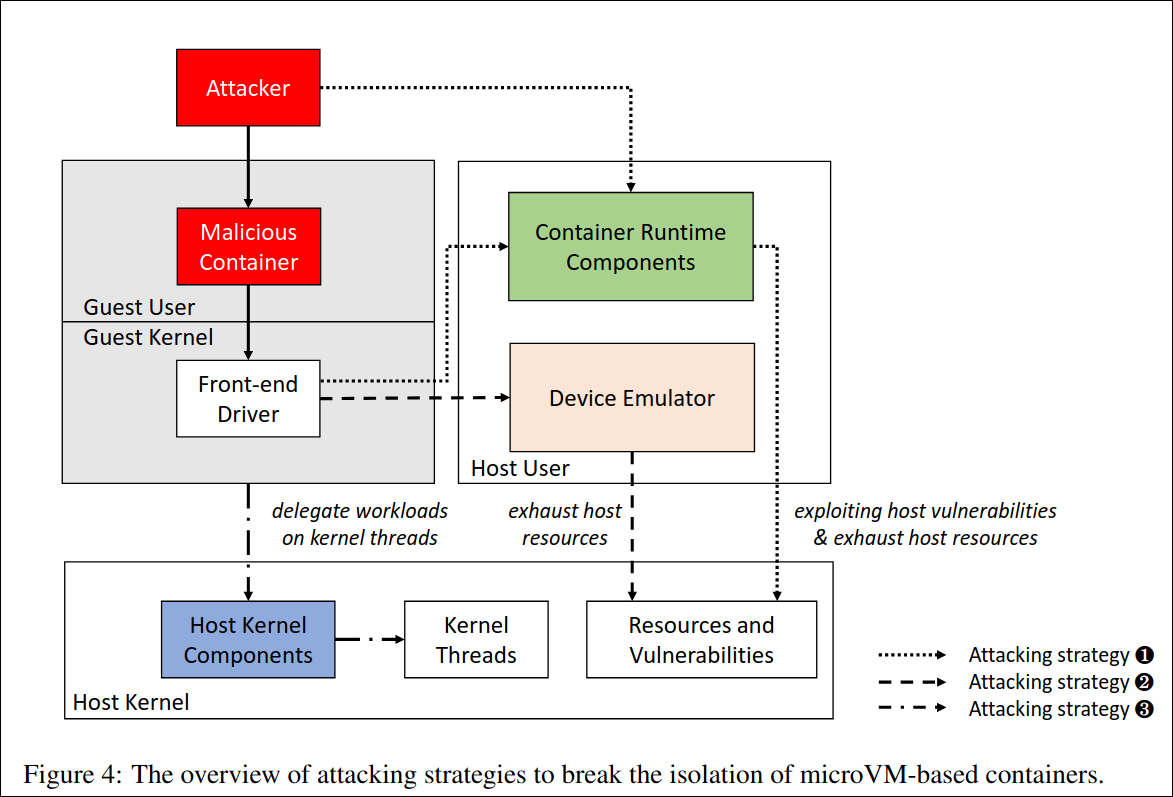 Attacker
Malicious
Container
Guest User
Guest Kernel
Front-end
Driver
Container Runtime
Components
Device Emulator
Host User
delegate workloads
on kernel threads
exhaust host
resources
exploiting host vulnerabilities
& exhaust host resources
Host Kernel
Components
Kernel
Threads
Resources and
Vulnerabilities
Host Kernel
Attacking strategy ❶
Attacking strategy ❷
Attacking strategy ❸
Figure 4: The overview of attacking strategies to break the isolation of microVM-based containers.